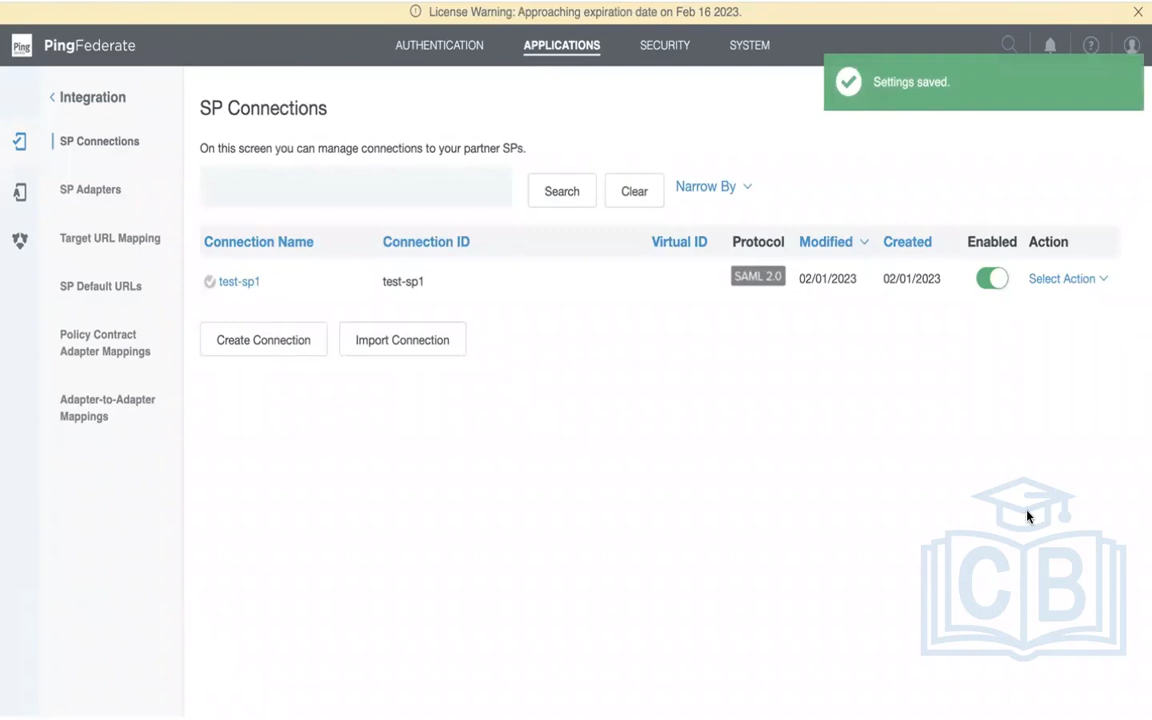 License Warning: Approaching expiration date on Feb 16 2023.
Ping PingFederate AUTHENTICATION APPLICATIONS SECURITY SYSTEM
Settings saved.
Integration
SP Connections
SP Adapters
Target URL Mapping
SP Default URLs
Policy Contract
Adapter Mappings
Adapter-to-Adapter
Mappings
SP Connections
On this screen you can manage connections to your partner SPs.
Search Clear Narrow By
Connection Name Connection ID Virtual ID Protocol Modified Created Enabled Action
test-sp1 test-sp1 SAML 2.0 02/01/2023 02/01/2023 Select Action
Create Connection Import Connection
CB